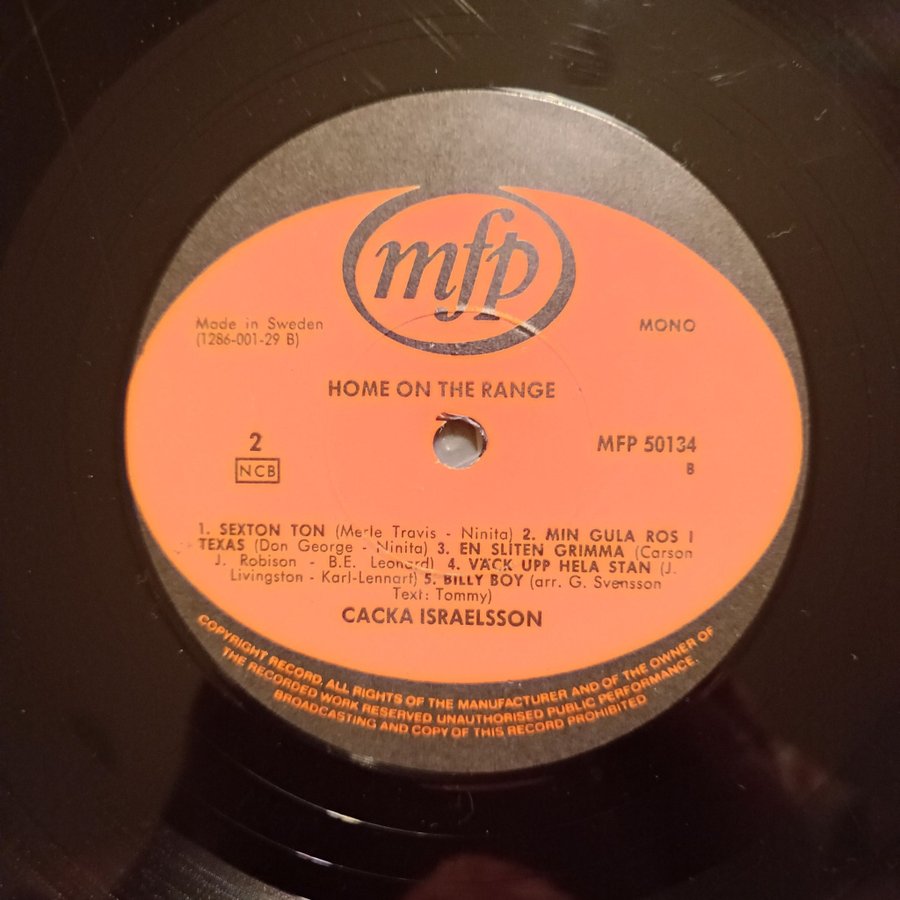 mfp
Made in Sweden
(1286-001-29 B)
MONO
HOME ON THE RANGE
2
NCB
MFP 50134
B
1. SEXTON TON (Merle Travis - Ninita) 2. MIN GULA ROS I
TEXAS (Don George - Ninita) 3. EN SLITEN GRIMMA (Carson
J. Robison - B.E. Leonard) 4. VÄCK UPP HELA STAN (J.
Livingston - Karl-Lennart) 5. BILLY BOY (arr. G. Svensson
Text: Tommy)
CACKA ISRAELSSON
COPYRIGHT RECORD. ALL RIGHTS OF THE MANUFACTURER AND OF THE OWNER OF
THE RECORDED WORK RESERVED UNAUTHORISED PUBLIC PERFORMANCE,
BROADCASTING AND COPY OF THIS RECORD PROHIBITED